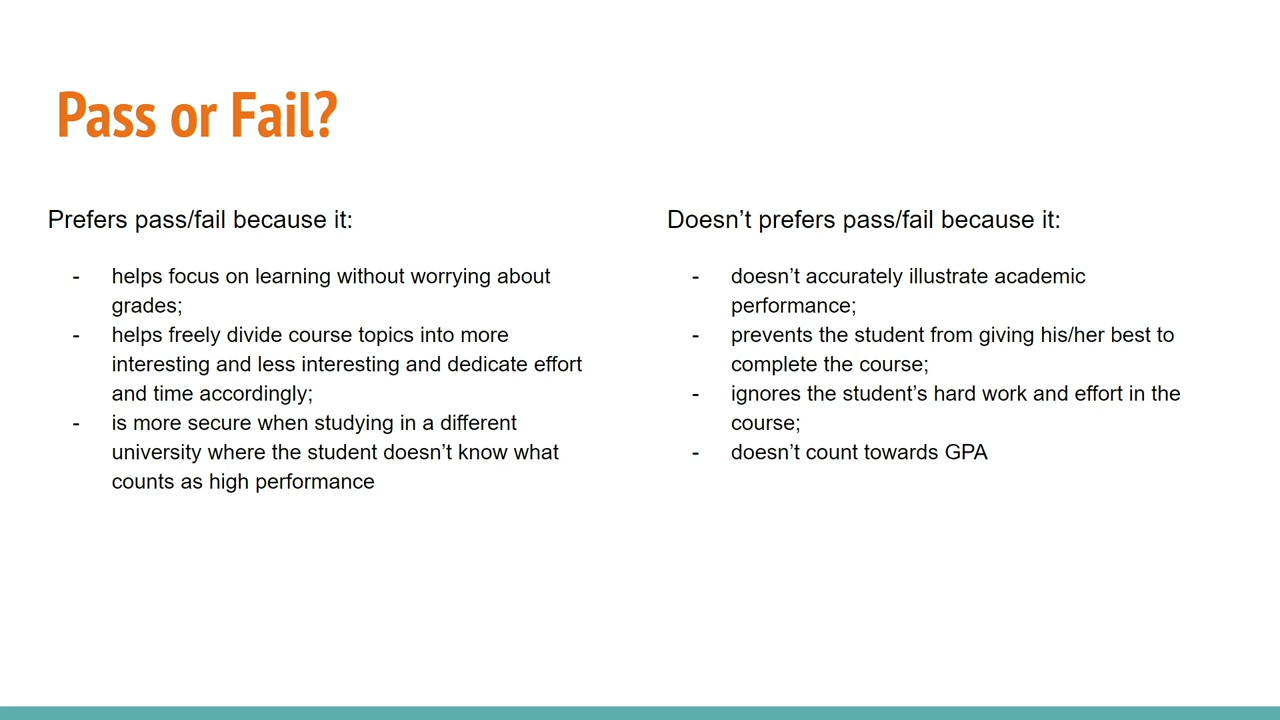 Pass or Fail?
Prefers pass/fail because it:
- helps focus on learning without worrying about
grades;
- helps freely divide course topics into more
interesting and less interesting and dedicate effort
and time accordingly;
- is more secure when studying in a different
university where the student doesn’t know what
counts as high performance
Doesn’t prefers pass/fail because it:
- doesn’t accurately illustrate academic
performance;
- prevents the student from giving his/her best to
complete the course;
- ignores the student’s hard work and effort in the
course;
- doesn’t count towards GPA